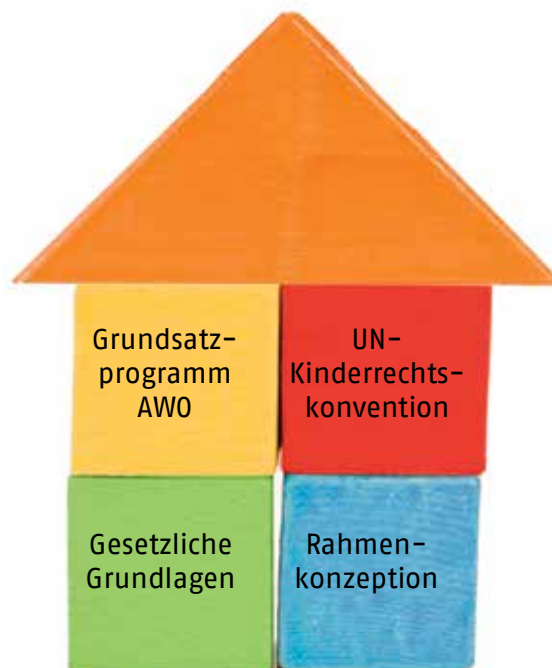 Grundsatz-
programm
AWO
UN-
Kinderrechts-
konvention
Gesetzliche
Grundlagen
Rahmen-
konzeption